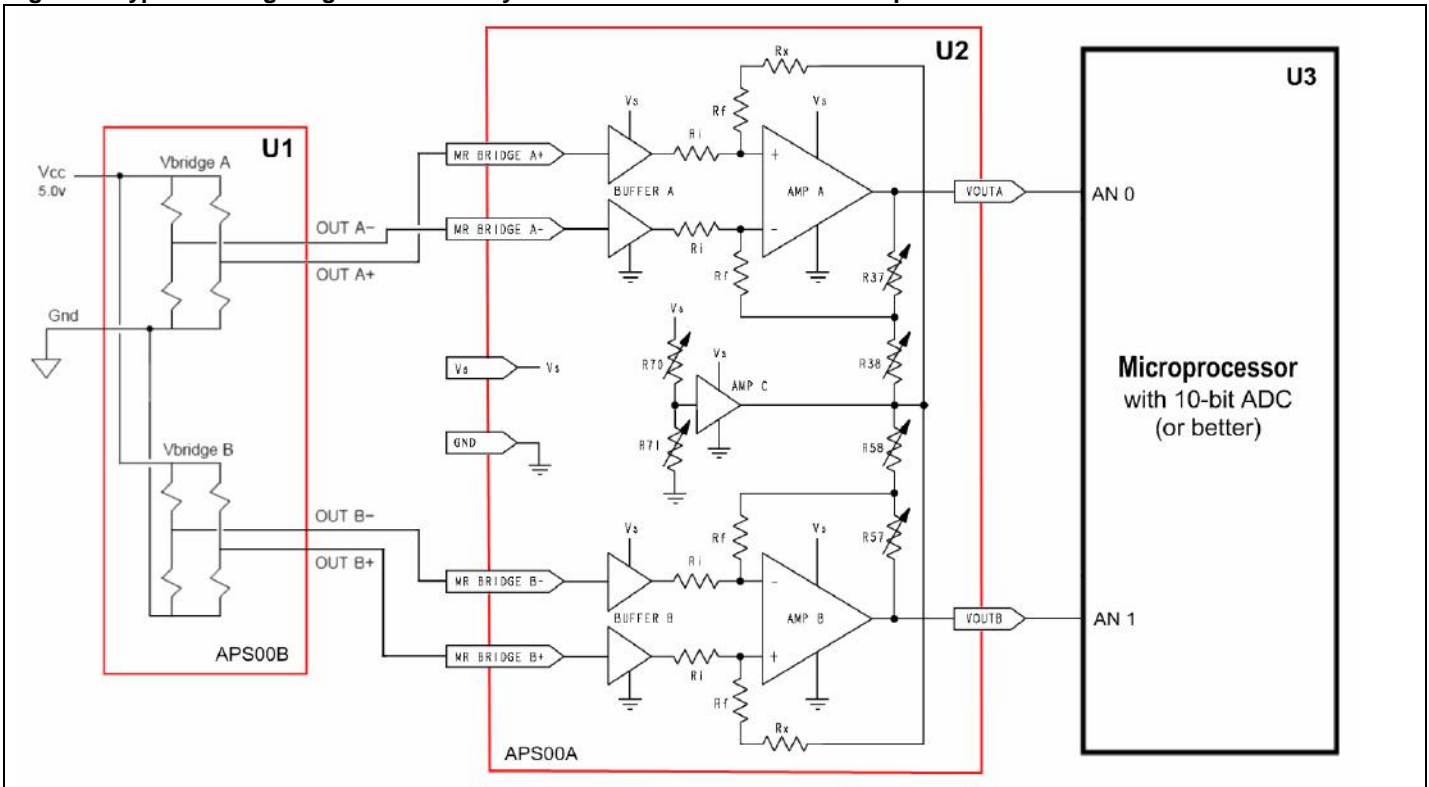 U1
Vcc
5.0v
Vbridge A
OUT A−
OUT A+
Gnd
Vbridge B
OUT B−
OUT B+
APS00B
U2
Rx
Vs
Rf
Vs
MR BRIDGE A+
Ri
+
BUFFER A
AMP A
VOUTA
MR BRIDGE A-
Ri
-
Rf
R37
Vs
Vs
Vs
R70
R38
Vs
AMP C
GND
R71
R58
Vs
Rf
Vs
R57
MR BRIDGE B-
Ri
-
BUFFER B
AMP B
VOUTB
MR BRIDGE B+
Ri
+
Rf
Rx
APS00A
U3
AN 0
Microprocessor
with 10-bit ADC
(or better)
AN 1